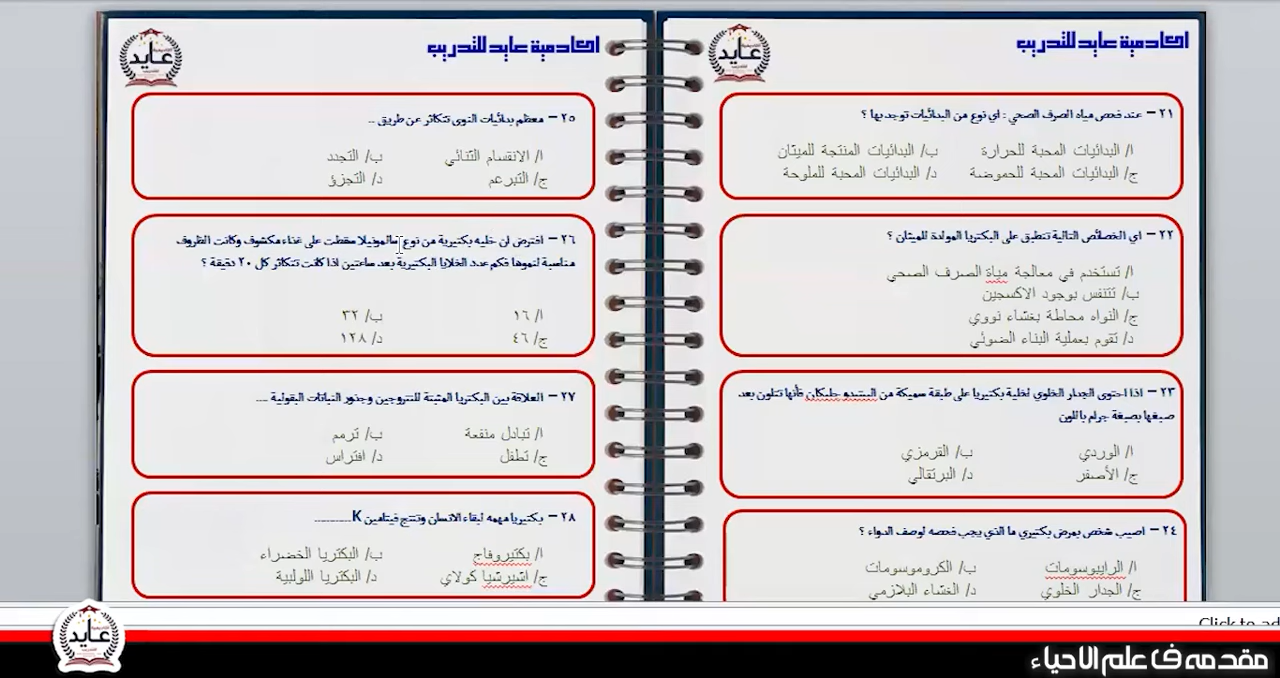 اكاديمية عايد للتدريب
٢١ – عند فحص مياه الصرف الصحي : اي نوع من البدائيات توجد بها ؟
ا/ البدائيات المحبة للحرارة ب/ البدائيات المنتجة للميثان
ج/ البدائيات المحبة للحموضة د/ البدائيات المحبة للملوحة
٢٢ – اي الخصائص التالية تنطبق على البكتريا المولدة للميثان ؟
ا/ تستخدم في معالجة مياة الصرف الصحي
ب/ تتنفس بوجود الاكسجين
ج/ النواه محاطة بغشاء نووي
د/ تقوم بعملية البناء الضوئي
٢٣ – اذا احتوى الجدار الخلوي لخلية بكتيريا على طبقة سميكة من الببتيدوجليكان فأنها تتلون بعد
صبغها بصبغة جرام باللون
ا/ الوردي ب/ القرمزي
ج/ الأصفر د/ البرتقالي
٢٤ – اصيب شخص بمرض بكتيري ما الذي يجب فحصه لوصف الدواء ؟
ا/ الرايبوسومات ب/ الكروموسومات
ج/ الجدار الخلوي د/ الغشاء البلازمي
اكاديمية عايد للتدريب
٢٥ – معظم بدائيات النوى تتكاثر عن طريق ..
ا/ الانقسام الثنائي ب/ التجدد
ج/ التبرعم د/ التجزؤ
٢٦ – افترض ان خليه بكتيرية من نوع سالمونيلا سقطت على غذاء مكشوف وكانت الظروف
مناسبة لنموها فكم عدد الخلايا البكتيرية بعد ساعتين اذا كانت تتكاثر كل ٢٠ دقيقة ؟
ا/ ١٦ ب/ ٣٢
ج/ ٤٦ د/ ١٢٨
٢٧ – العلاقة بين البكتريا المثبتة للنتروجين وجذور النباتات البقولية ....
ا/ تبادل منفعة ب/ ترمم
ج/ تطفل د/ افتراس
٢٨ – بكتيريا مهمه لبقاء الانسان وتنتج فيتامين K............
ا/ بكتيروفاج ب/ البكتريا الخضراء
ج/ اشيرشيا كولاي د/ البكتريا اللولبية
Click to ad
عايد
مقدمه ف علم الاحياء